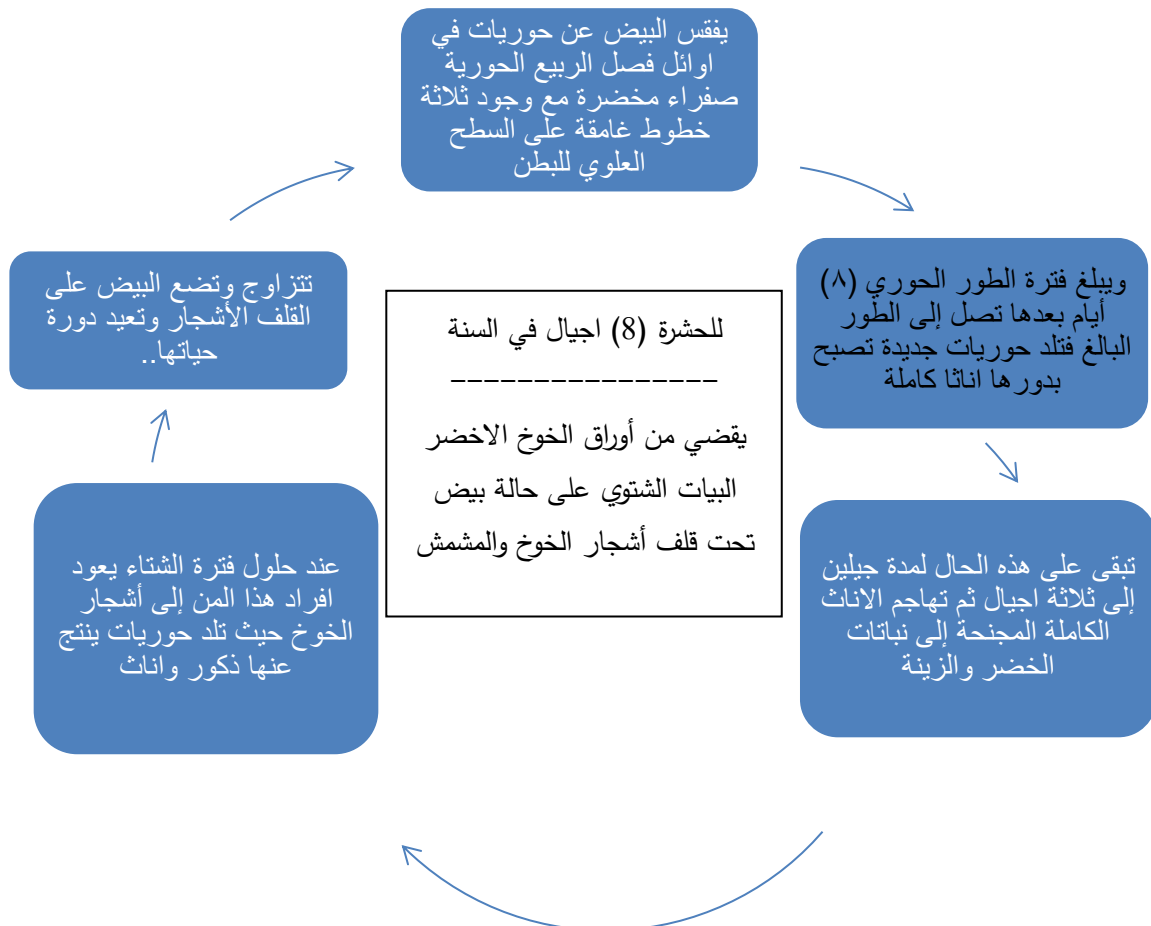 يفقس البيض عن حوريات في
اوائل فصل الربيع الحورية
صفراء مخضرة مع وجود ثلاثة
خطوط غامقة على السطح
العلوي للبطن
ويبلغ فترة الطور الحوري (٨)
أيام بعدها تصل إلى الطور
البالغ فتلد حوريات جديدة تصبح
بدورها اناثا كاملة
تبقى على هذه الحال لمدة جيلين
إلى ثلاثة اجيال ثم تهاجم الاناث
الكاملة المجنحة إلى نباتات
الخضر والزينة
عند حلول فترة الشتاء يعود
افراد هذا المن إلى أشجار
الخوخ حيث تلد حوريات ينتج
عنها ذكور واناث
تتزاوج وتضع البيض على
القلف الأشجار وتعيد دورة
حياتها..
للحشرة (8) اجيال في السنة
----------------
يقضي من أوراق الخوخ الاخضر
البيات الشتوي على حالة بيض
تحت قلف أشجار الخوخ والمشمش